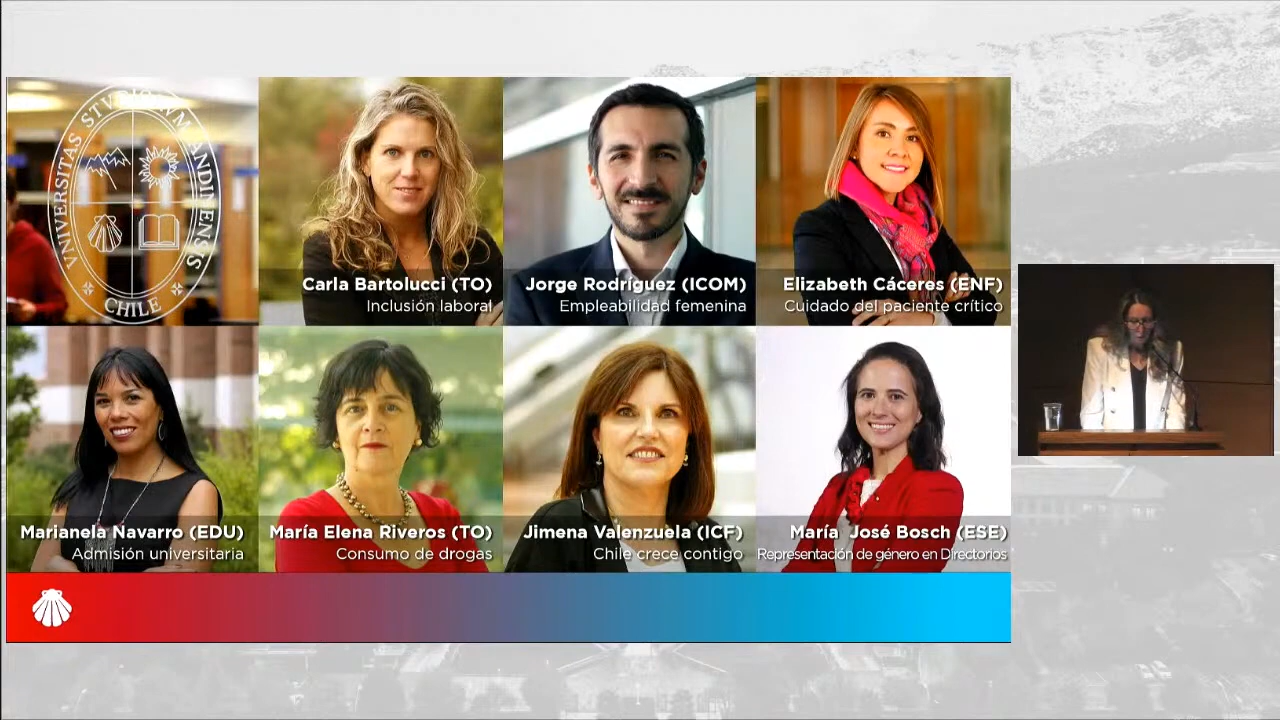 VNIVERSITAS STVDIORVM ANDIENSIS
CHILE
Carla Bartolucci (TO)
Inclusión laboral
Jorge Rodríguez (ICOM)
Empleabilidad femenina
Elizabeth Cáceres (ENF)
Cuidado del paciente crítico
Marianela Navarro (EDU)
Admisión universitaria
María Elena Riveros (TO)
Consumo de drogas
Jimena Valenzuela (ICF)
Chile crece contigo
María José Bosch (ESE)
Representación de género en Directorios